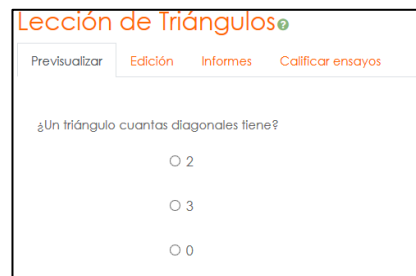 Lección de Triángulos
Previsualizar Edición Informes Calificar ensayos
¿Un triángulo cuantas diagonales tiene?
2
3
0